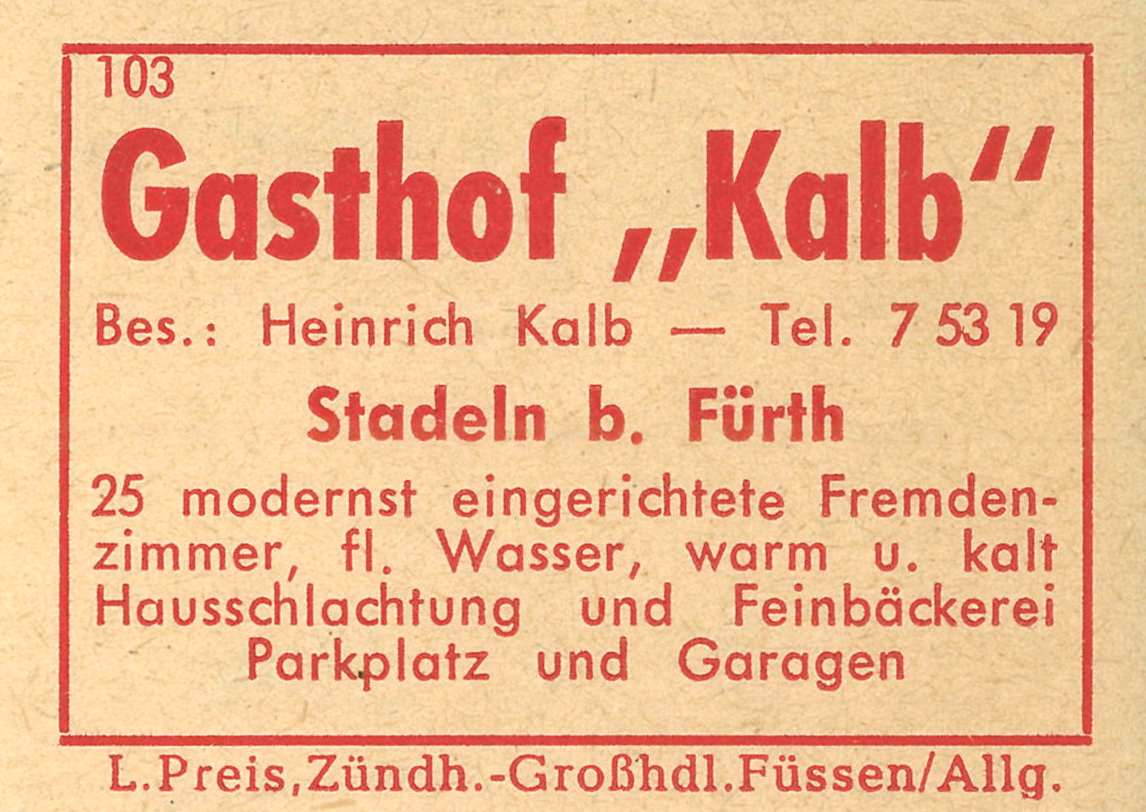 103
Gasthof „Kalb“
Bes.: Heinrich Kalb — Tel. 7 53 19
Stadeln b. Fürth
25 modernst eingerichtete Fremden-
zimmer, fl. Wasser, warm u. kalt
Hausschlachtung und Feinbäckerei
Parkplatz und Garagen
L.Preis,Zündh.-Großhdl.Füssen/Allg.